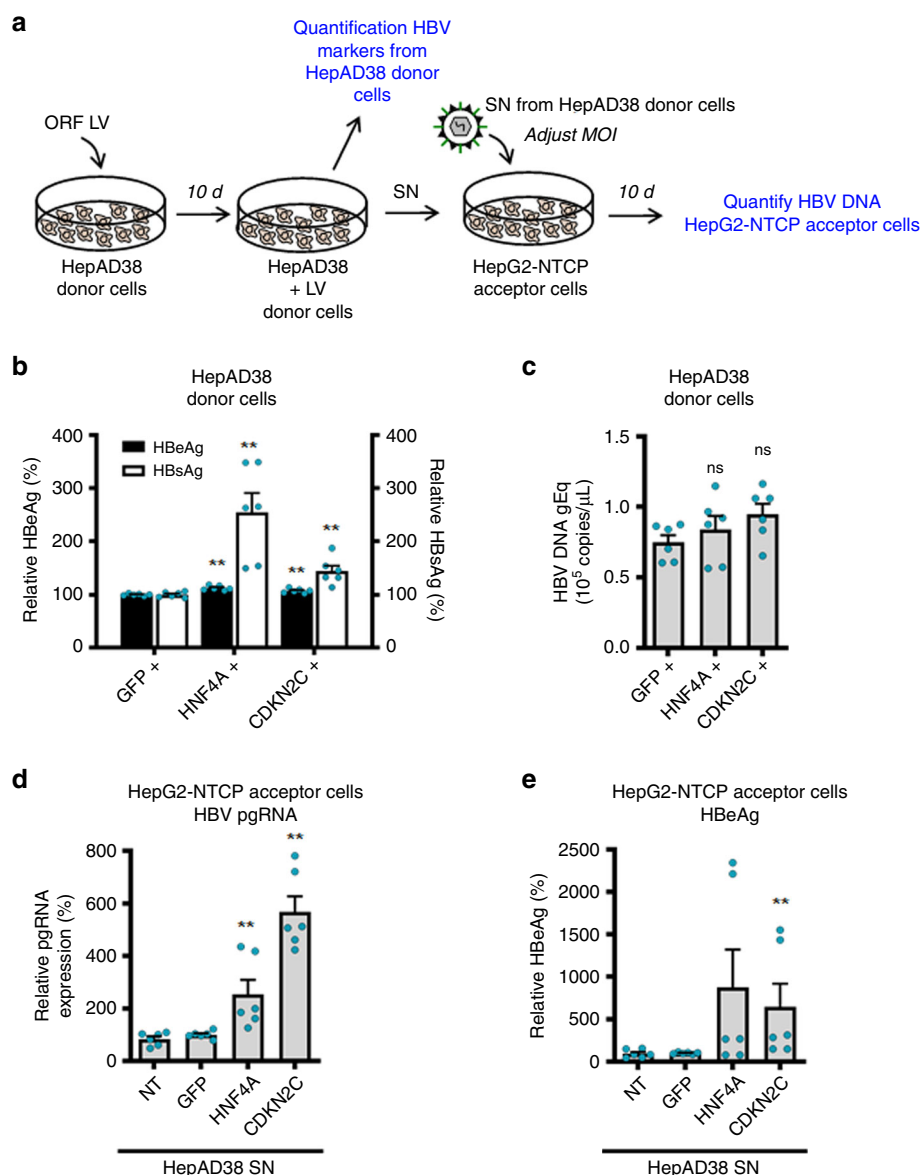 a
Quantification HBV
markers from
HepAD38 donor
cells
SN from HepAD38 donor cells
Adjust MOI
ORF LV
10 d
SN
10 d
Quantify HBV DNA
HepG2-NTCP acceptor cells
HepAD38
donor cells
HepAD38
+ LV
donor cells
HepG2-NTCP
acceptor cells
b
HepAD38
donor cells
Relative HBeAg (%)
400
300
200
100
0
HBeAg
HBsAg
**
**
**
**
400
300
200
100
0
Relative HBsAg
(%)
GFP +
HNF4A +
CDKN2C +
c
HepAD38
donor cells
HBV DNA gEq
(10⁵ copies/μL)
1.5
1.0
0.5
0.0
ns
ns
GFP +
HNF4A +
CDKN2C +
d
HepG2-NTCP acceptor cells
HBV pgRNA
Relative pgRNA
expression (%)
800
600
400
200
0
**
**
NT
GFP
HNF4A
CDKN2C
HepAD38 SN
e
HepG2-NTCP acceptor cells
HBeAg
Relative HBeAg (%)
2500
2000
1500
1000
500
0
**
NT
GFP
HNF4A
CDKN2C
HepAD38 SN